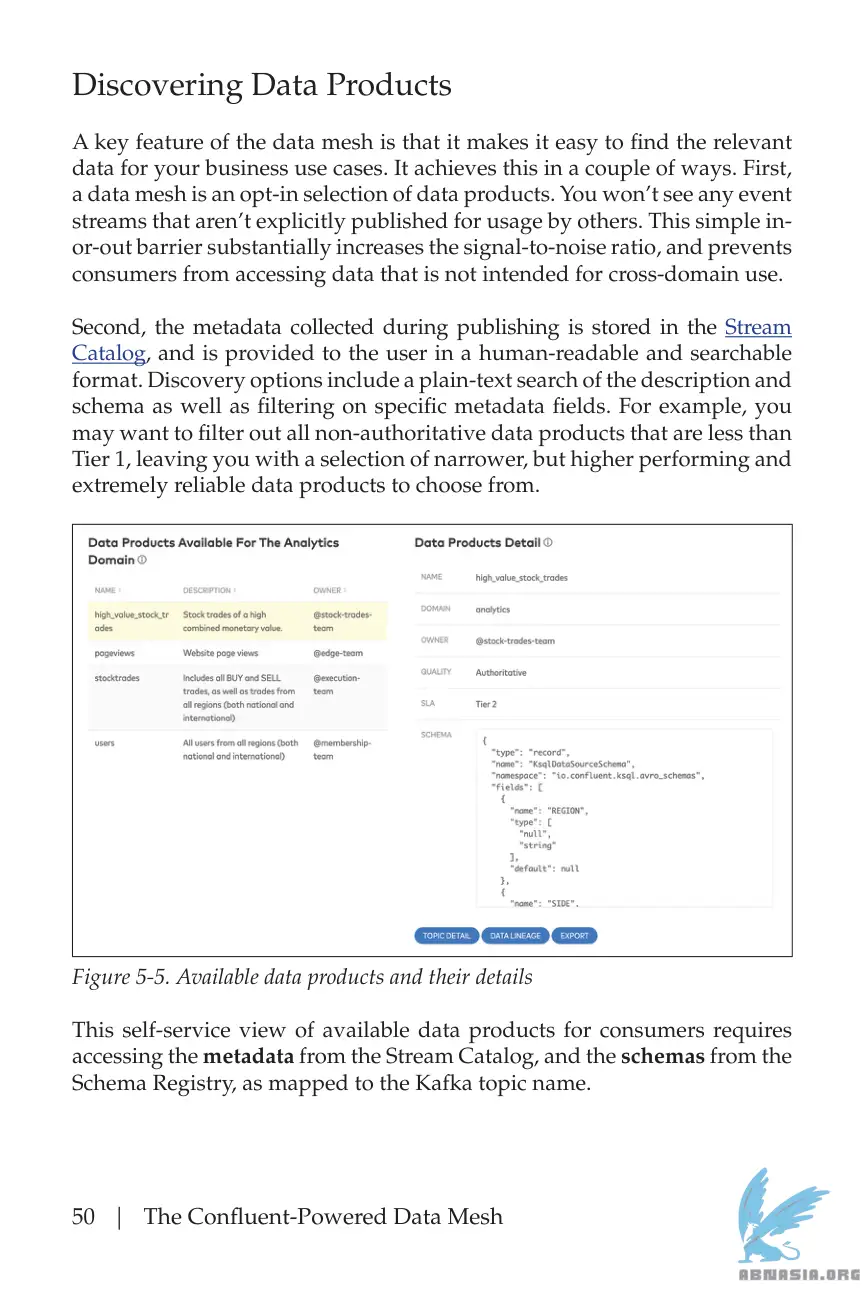 Discovering Data Products
A key feature of the data mesh is that it makes it easy to find the relevant
data for your business use cases. It achieves this in a couple of ways. First,
a data mesh is an opt-in selection of data products. You won’t see any event
streams that aren’t explicitly published for usage by others. This simple in-
or-out barrier substantially increases the signal-to-noise ratio, and prevents
consumers from accessing data that is not intended for cross-domain use.
Second, the metadata collected during publishing is stored in the Stream
Catalog, and is provided to the user in a human-readable and searchable
format. Discovery options include a plain-text search of the description and
schema as well as filtering on specific metadata fields. For example, you
may want to filter out all non-authoritative data products that are less than
Tier 1, leaving you with a selection of narrower, but higher performing and
extremely reliable data products to choose from.
Data Products Available For The Analytics
Domain
NAME DESCRIPTION OWNER
high_value_stock_tr Stock trades of a high @stock-trades-
ades combined monetary value. team
pageviews Website page views @edge-team
stocktrades Includes all BUY and SELL @execution-
trades, as well as trades from team
all regions (both national and
international)
users All users from all regions (both @membership-
national and international) team
Data Products Detail
NAME high_value_stock_trades
DOMAIN analytics
OWNER @stock-trades-team
QUALITY Authoritative
SLA Tier 2
SCHEMA {
"type": "record",
"name": "KsqlDataSourceSchema",
"namespace": "io.confluent.ksql.avro_schemas",
"fields": [
{
"name": "REGION",
"type": [
"null",
"string"
],
"default": null
},
{
"name": "SIDE",
TOPIC DETAIL DATA LINEAGE EXPORT
Figure 5-5. Available data products and their details
This self-service view of available data products for consumers requires
accessing the metadata from the Stream Catalog, and the schemas from the
Schema Registry, as mapped to the Kafka topic name.
50 | The Confluent-Powered Data Mesh
ABNASIA.ORG